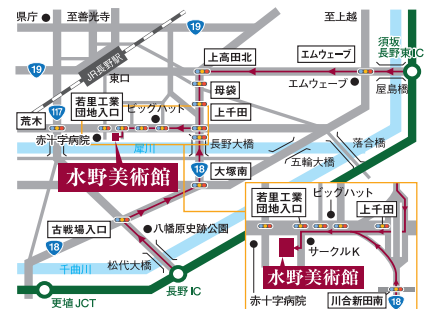 県庁
至善光寺
19
至上越
須坂
長野東IC
上高田北
エムウェーブ
JR長野駅
東口
19
母袋
エムウェーブ
屋島橋
117
若里工業
団地入口
ビッグハット
上千田
荒木
赤十字病院
長野大橋
落合橋
犀川
五輪大橋
水野美術館
18
大塚南
古戦場入口
八幡原史跡公園
18
千曲川
松代大橋
更埴JCT
長野IC
若里工業
団地入口
ビッグハット
上千田
サークルK
水野美術館
赤十字病院
川合新田南
18